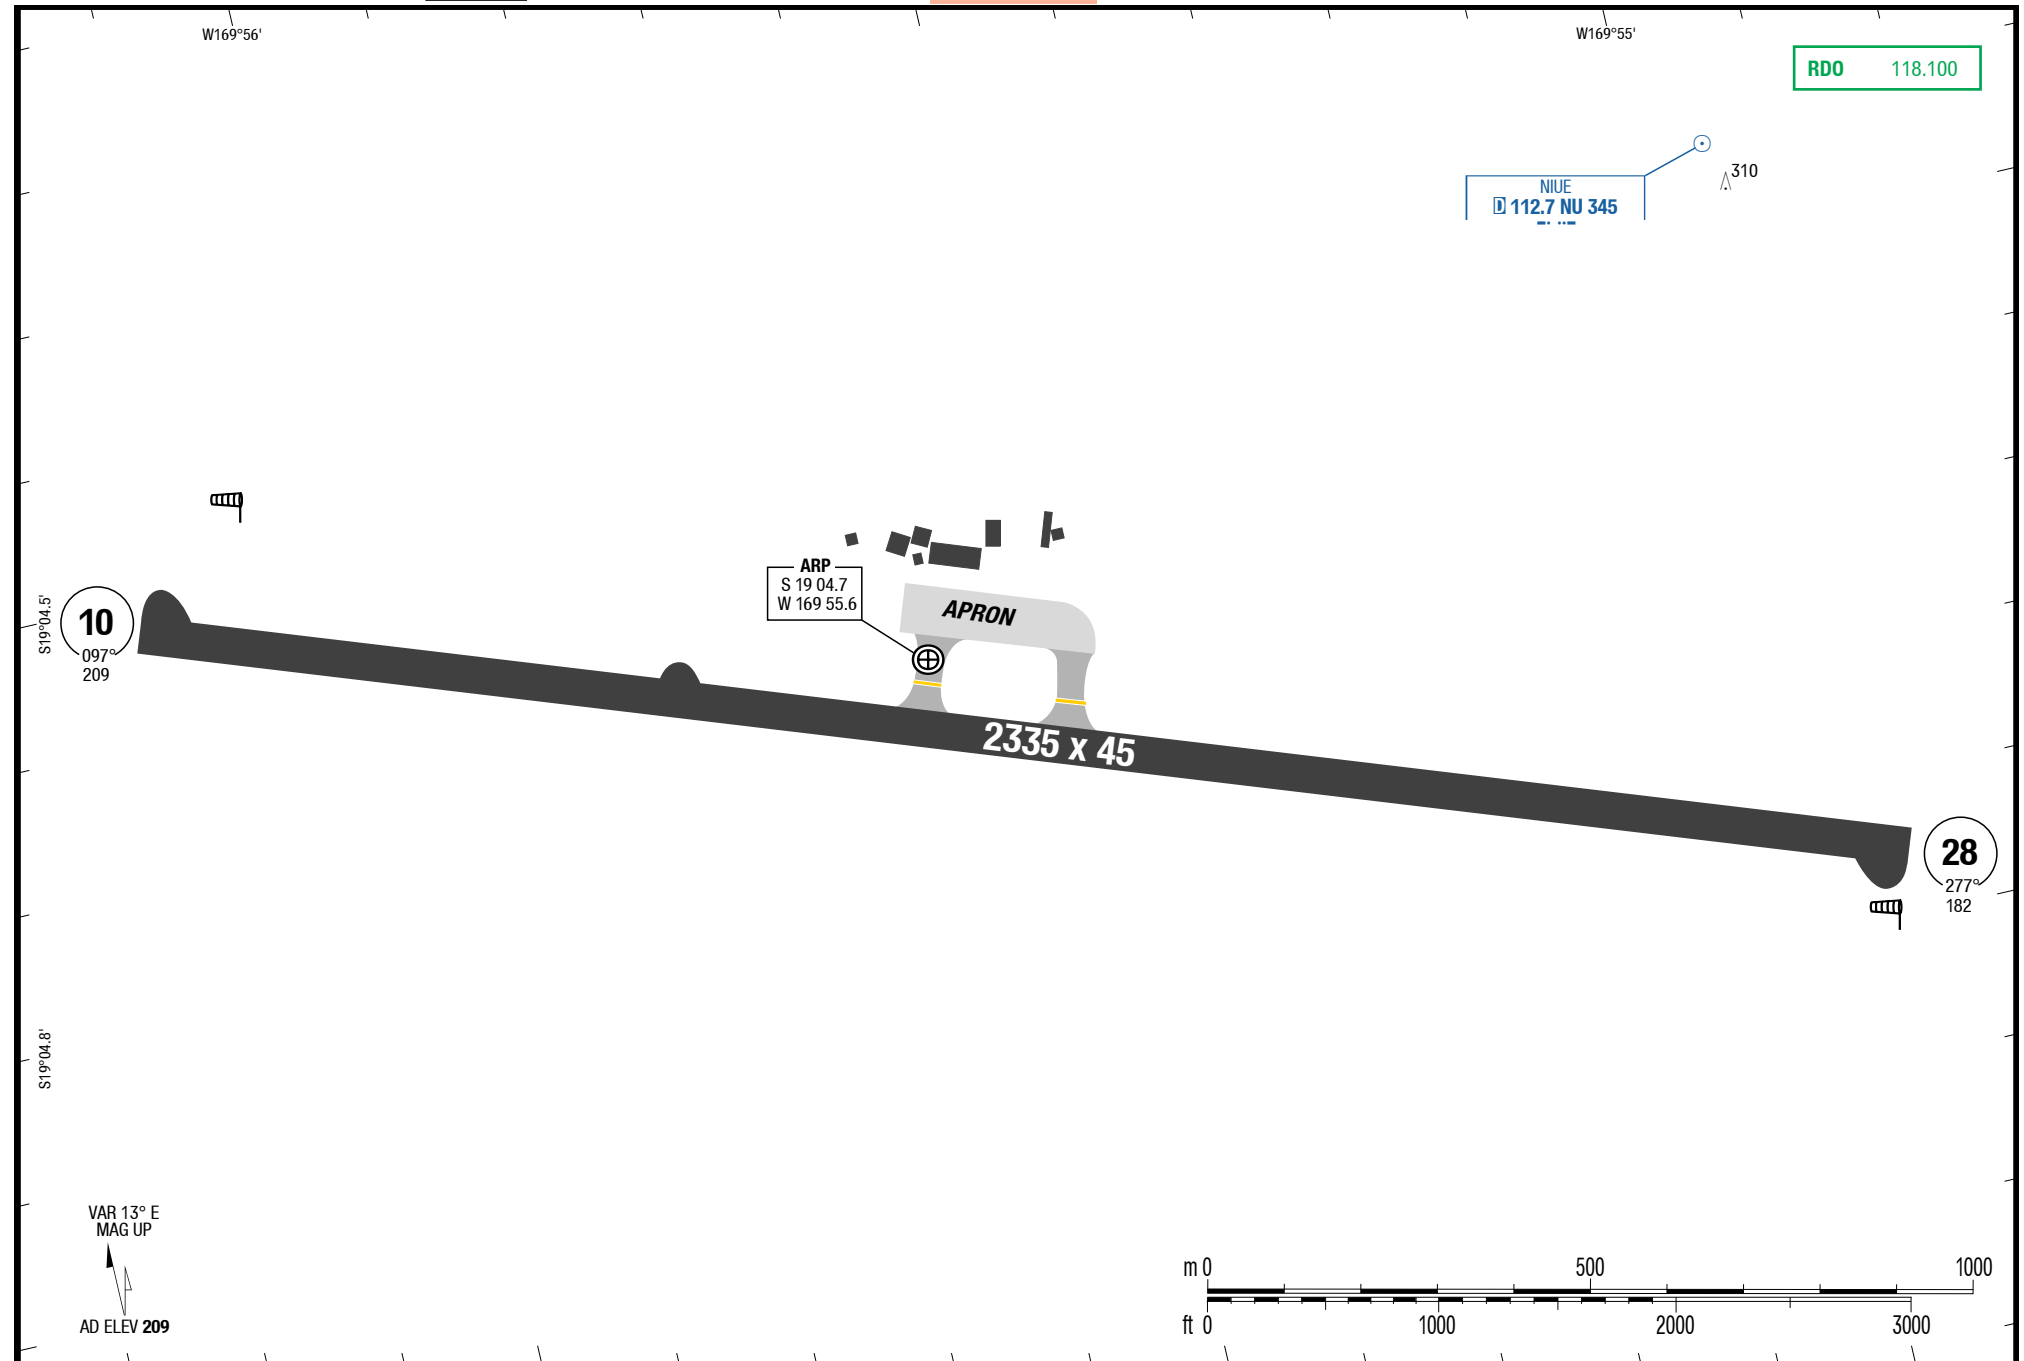 W169°56'
W169°55'
RDO 118.100
310
NIUE
D 112.7 NU 345
ARP
S 19 04.7
W 169 55.6
APRON
S19°04.5'
10
097°
209
2335 x 45
28
277°
182
S19°04.8'
VAR 13° E
MAG UP
AD ELEV 209
m 0 500 1000
ft 0 1000 2000 3000